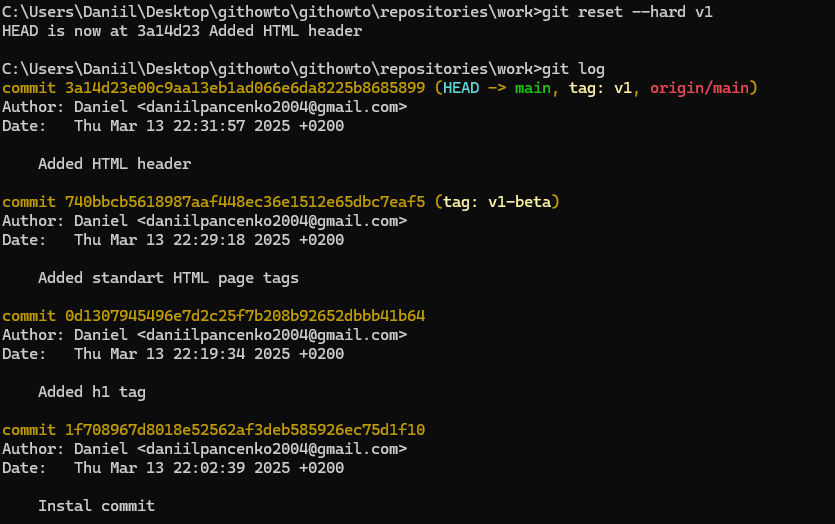 C:\Users\Daniil\Desktop\githowto\githowto\repositories\work>git reset --hard v1
HEAD is now at 3a14d23 Added HTML header
C:\Users\Daniil\Desktop\githowto\githowto\repositories\work>git log
commit 3a14d23e00c9aa13eb1ad066e6da8225b8685899 (HEAD -> main, tag: v1, origin/main)
Author: Daniel <daniilpancenko2004@gmail.com>
Date:   Thu Mar 13 22:31:57 2025 +0200
    Added HTML header
commit 740bbcb5618987aaf448ec36e1512e65dbc7eaf5 (tag: v1-beta)
Author: Daniel <daniilpancenko2004@gmail.com>
Date:   Thu Mar 13 22:29:18 2025 +0200
    Added standart HTML page tags
commit 0d1307945496e7d2c25f7b208b92652dbbb41b64
Author: Daniel <daniilpancenko2004@gmail.com>
Date:   Thu Mar 13 22:19:34 2025 +0200
    Added h1 tag
commit 1f708967d8018e52562af3deb585926ec75d1f10
Author: Daniel <daniilpancenko2004@gmail.com>
Date:   Thu Mar 13 22:02:39 2025 +0200
    Instal commit